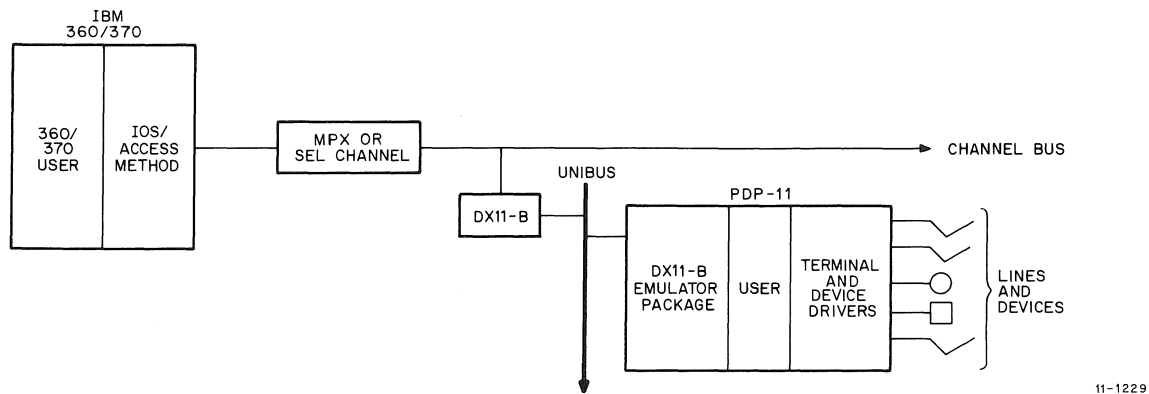 IBM
360/370
360/
370
USER
IOS/
ACCESS
METHOD
MPX OR
SEL CHANNEL
CHANNEL BUS
UNIBUS
DX11-B
PDP-11
DX11-B
EMULATOR
PACKAGE
USER
TERMINAL
AND
DEVICE
DRIVERS
LINES
AND
DEVICES
11-1229